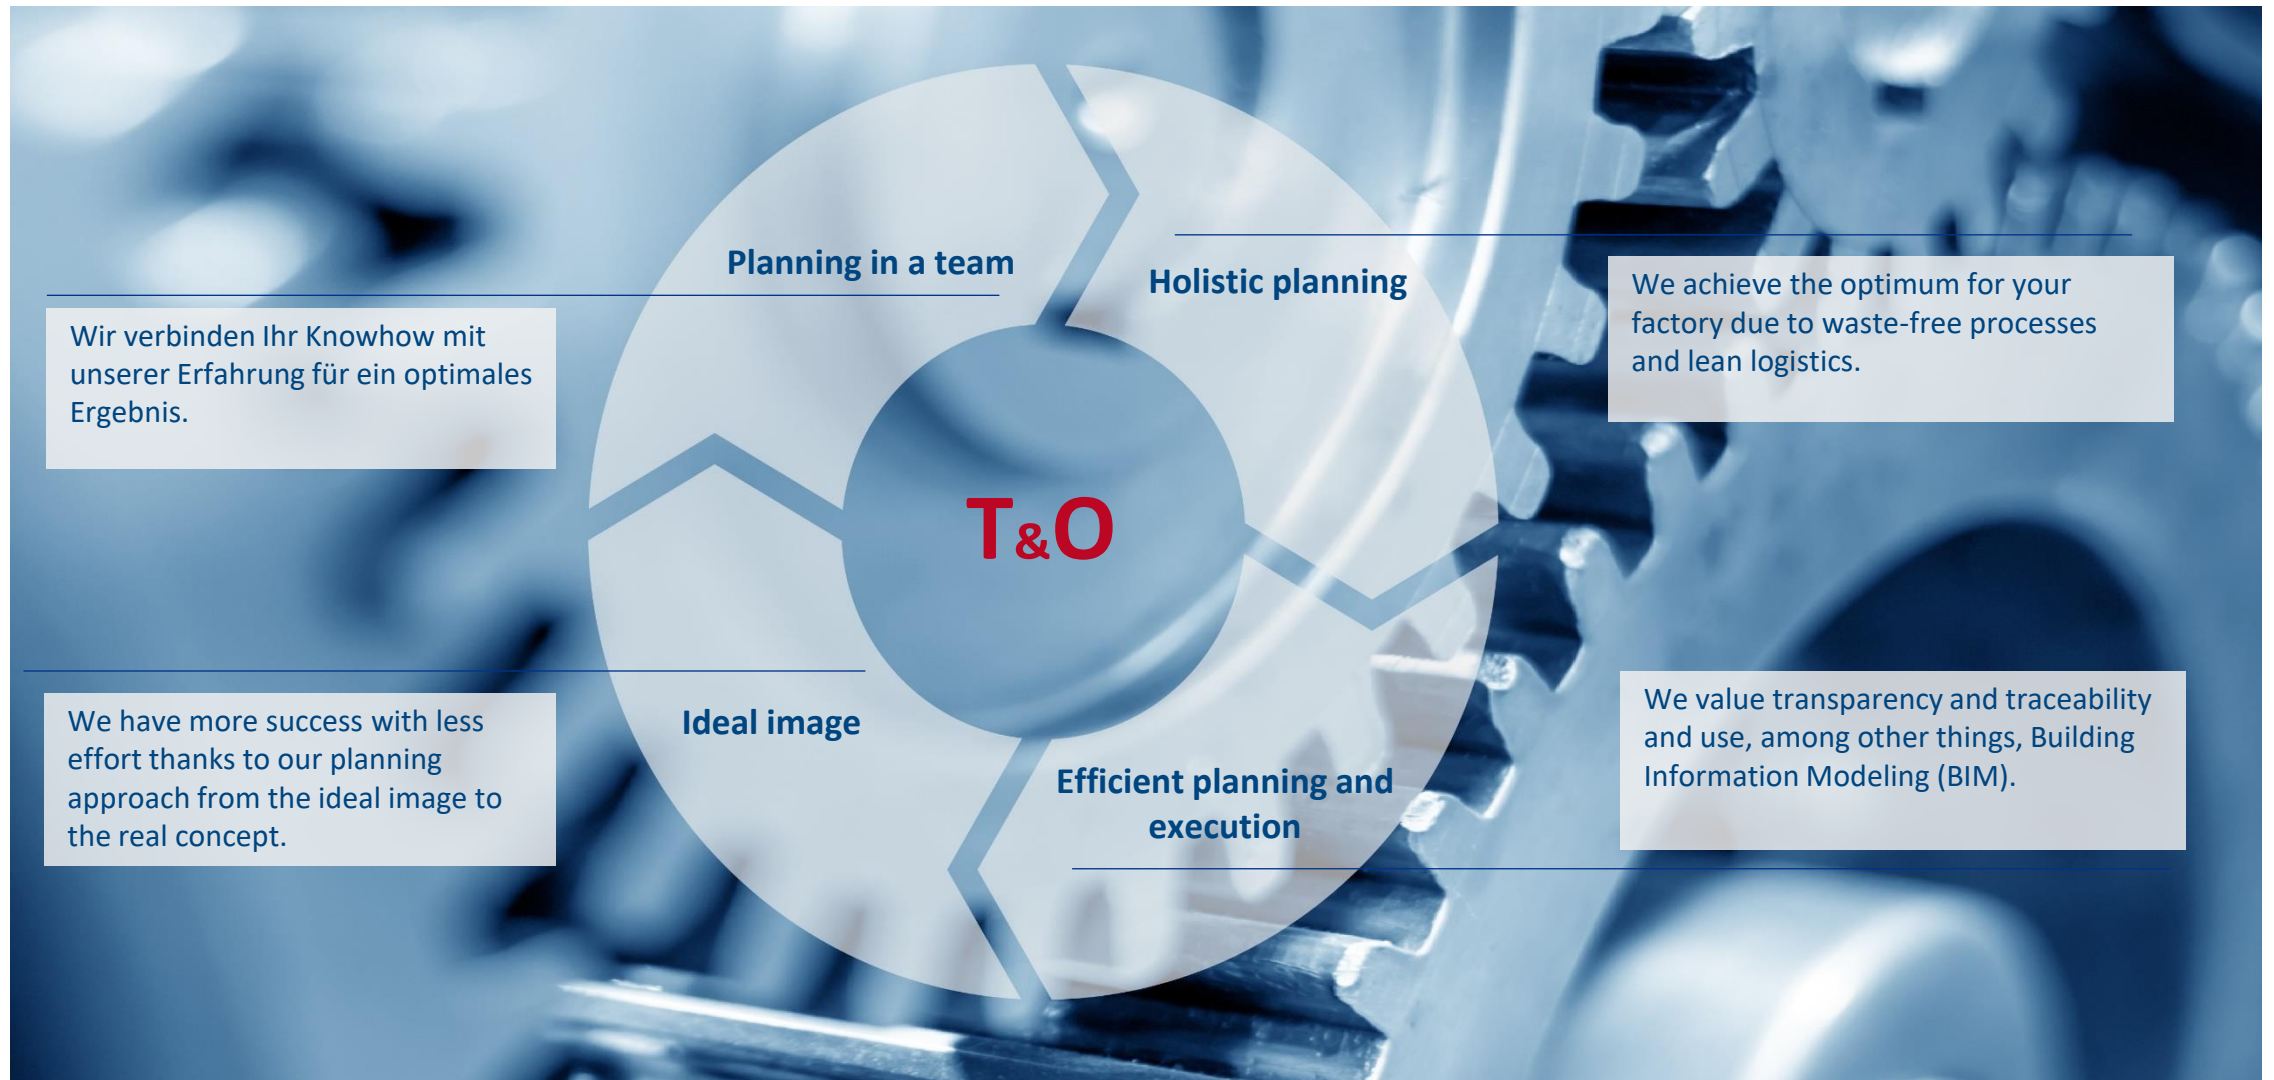 Planning in a team
Wir verbinden Ihr Knowhow mit
unserer Erfahrung für ein optimales
Ergebnis.
Holistic planning
We achieve the optimum for your
factory due to waste-free processes
and lean logistics.
T&O
Ideal image
We have more success with less
effort thanks to our planning
approach from the ideal image to
the real concept.
Efficient planning and
execution
We value transparency and traceability
and use, among other things, Building
Information Modeling (BIM).